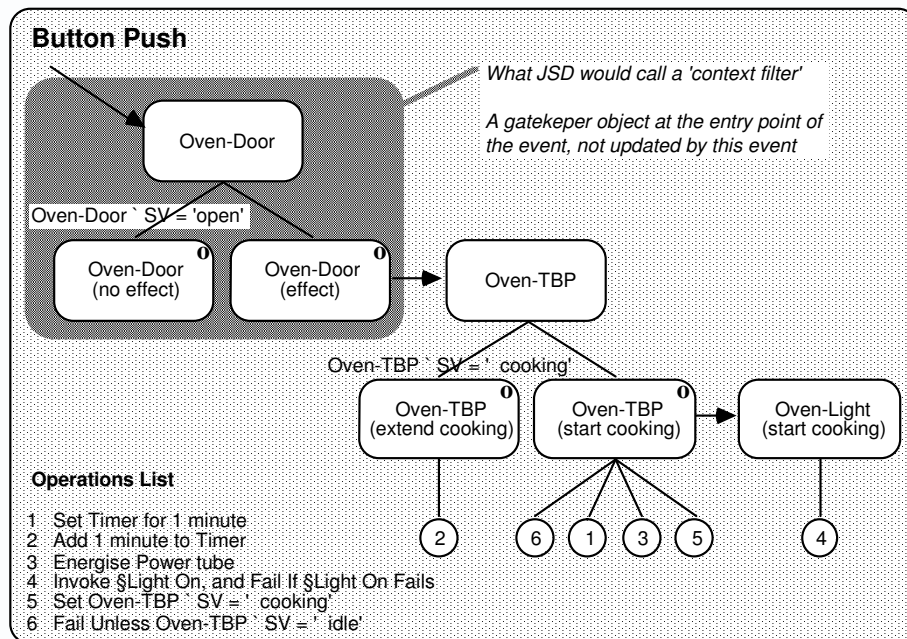 Button Push
What JSD would call a 'context filter'
A gatekeper object at the entry point of
the event, not updated by this event
Oven-Door
Oven-Door ` SV = 'open'
o
Oven-Door
(no effect)
o
Oven-Door
(effect)
Oven-TBP
Oven-TBP ` SV = ' cooking'
o
Oven-TBP
(extend cooking)
o
Oven-TBP
(start cooking)
Oven-Light
(start cooking)
2
6
1
3
5
4
Operations List
1 Set Timer for 1 minute
2 Add 1 minute to Timer
3 Energise Power tube
4 Invoke §Light On, and Fail If §Light On Fails
5 Set Oven-TBP ` SV = ' cooking'
6 Fail Unless Oven-TBP ` SV = ' idle'